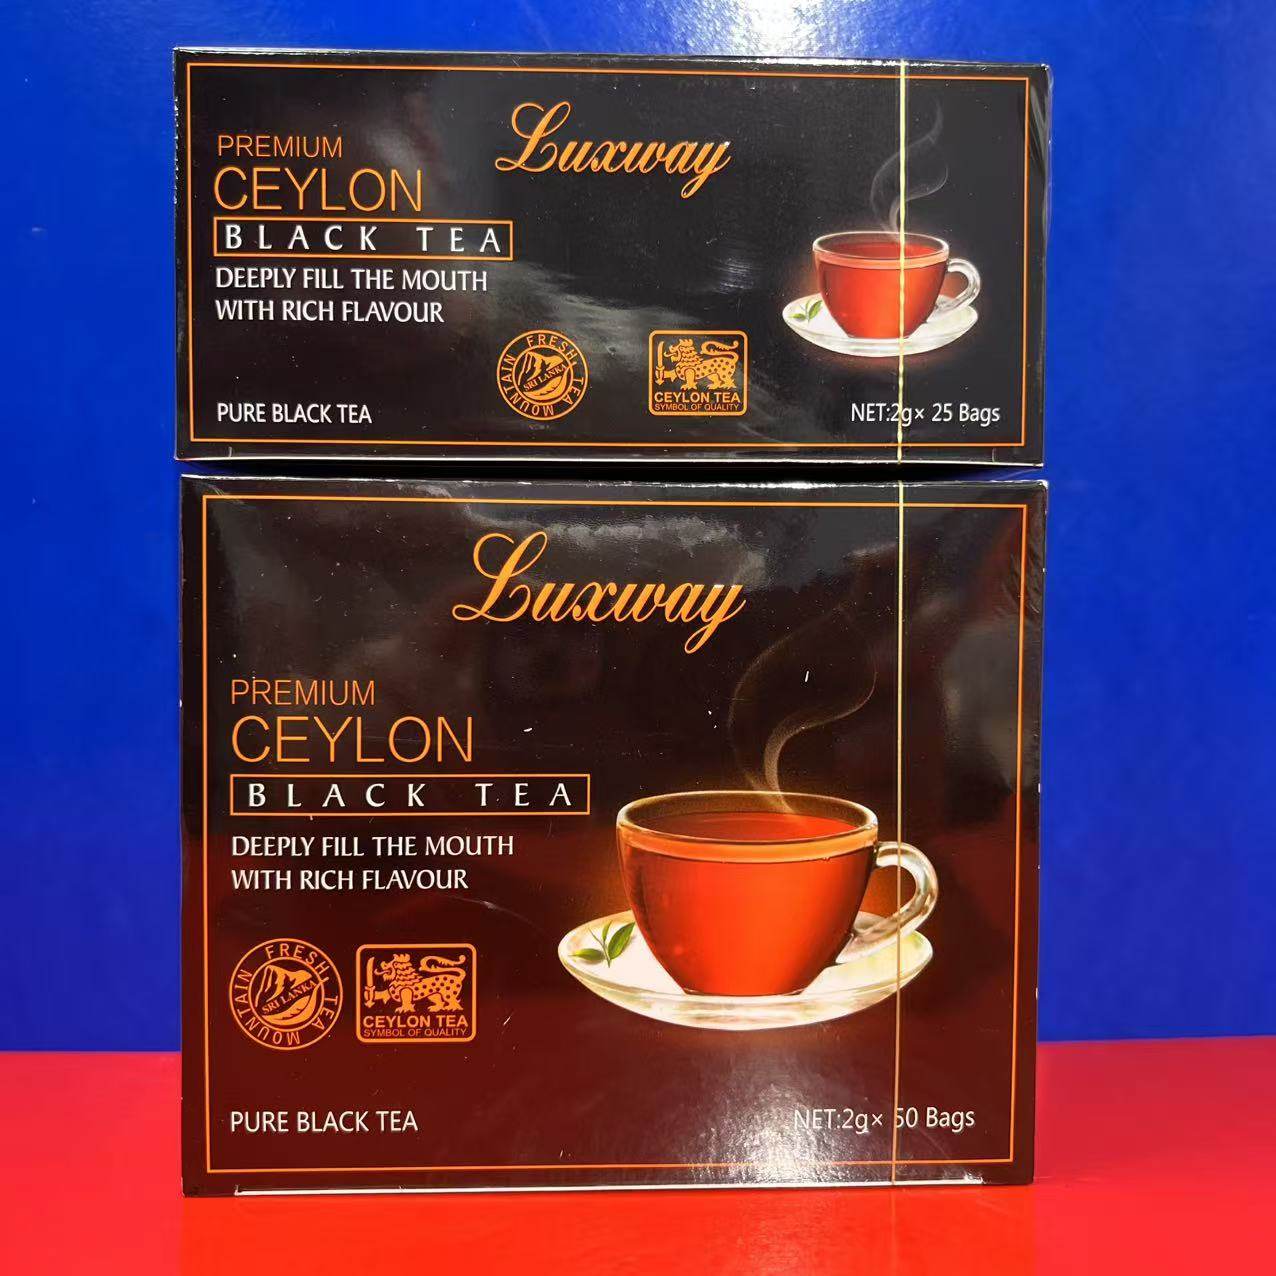 Luxway
PREMIUM
CEYLON
BLACK TEA
DEEPLY FILL THE MOUTH
WITH RICH FLAVOUR
FRESH TEA MOUNTAIN
SRI LANKA
CEYLON TEA
SYMBOL OF QUALITY
PURE BLACK TEA
NET:2g× 25 Bags
Luxway
PREMIUM
CEYLON
BLACK TEA
DEEPLY FILL THE MOUTH
WITH RICH FLAVOUR
FRESH TEA MOUNTAIN
SRI LANKA
CEYLON TEA
SYMBOL OF QUALITY
PURE BLACK TEA
NET:2g× 50 Bags